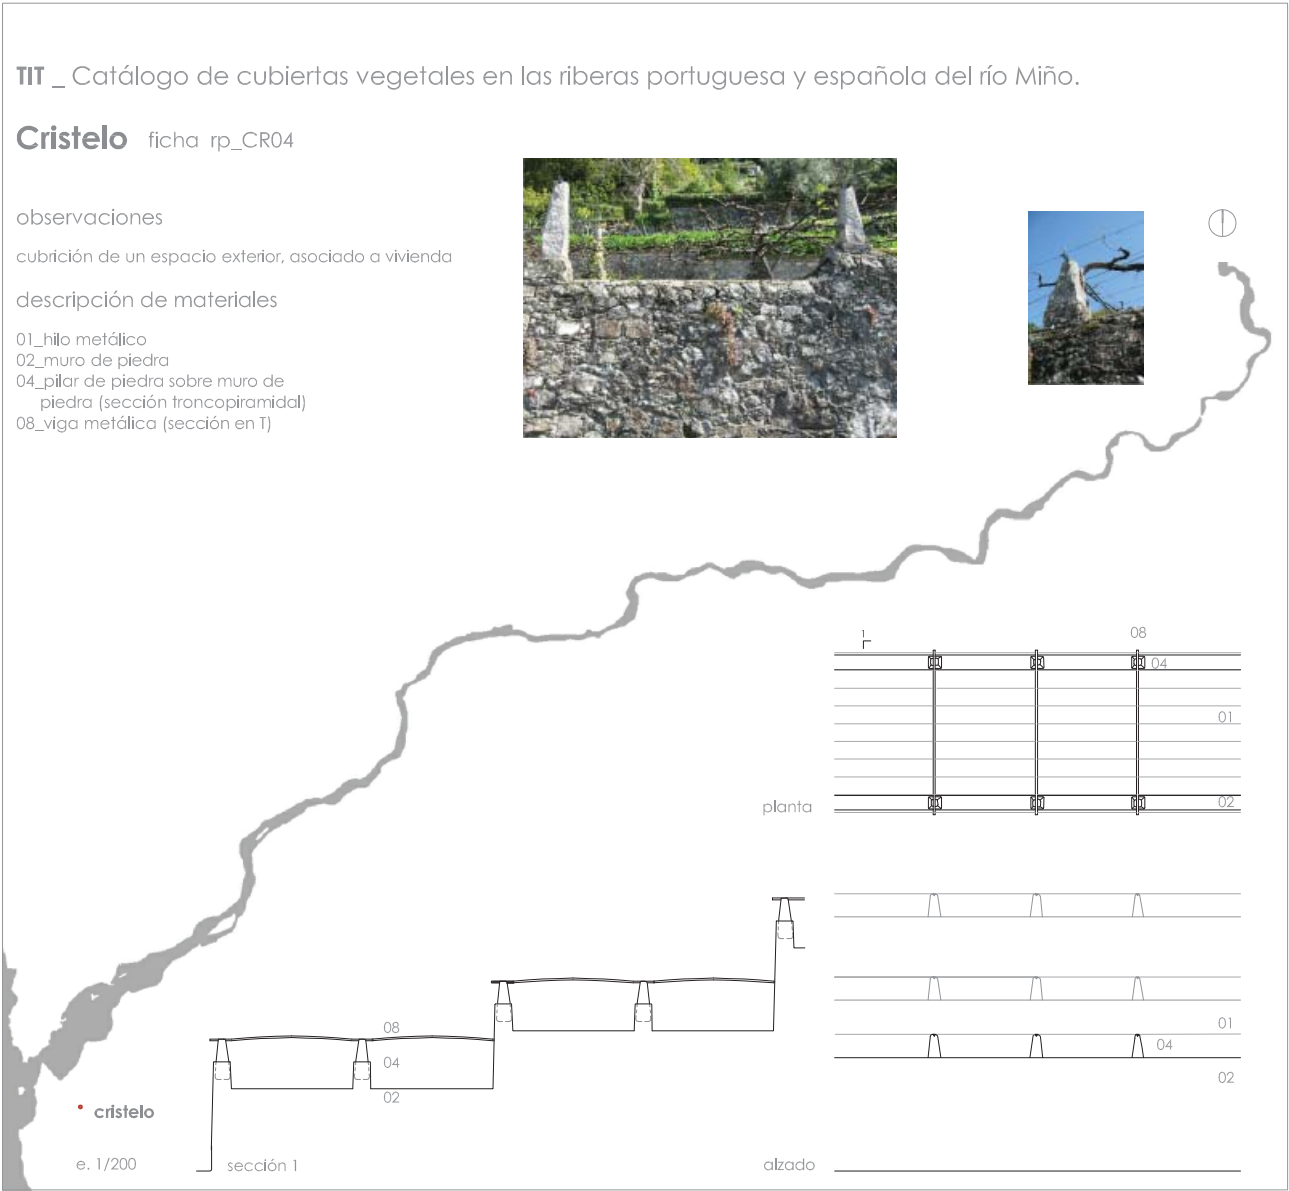 TIT _ Catálogo de cubiertas vegetales en las riberas portuguesa y española del río Miño.
Cristelo ficha rp_CR04
observaciones
cubrición de un espacio exterior, asociado a vivienda
descripción de materiales
01_hilo metálico
02_muro de piedra
04_pilar de piedra sobre muro de
piedra (sección troncopiramidal)
08_viga metálica (sección en T)
1
08
04
01
02
planta
08
04
02
01
04
02
cristelo
e. 1/200
sección 1
alzado